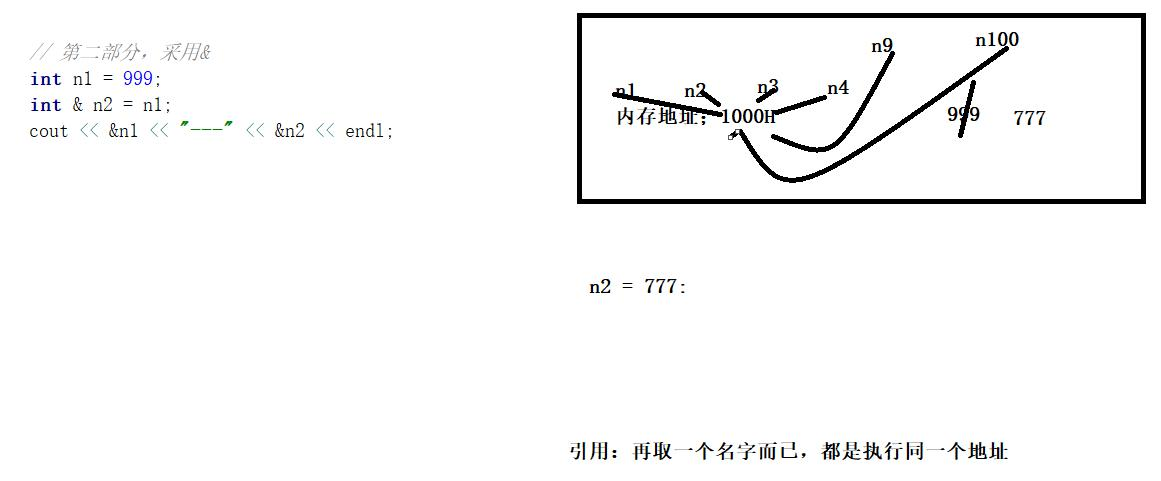 // 第二部分，采用&
int n1 = 999;
int & n2 = n1;
cout << &n1 << "---" << &n2 << endl;
n9 n100
n1 n2 n3 n4
内存地址；1000H 999 777
n2 = 777:
引用：再取一个名字而已，都是执行同一个地址